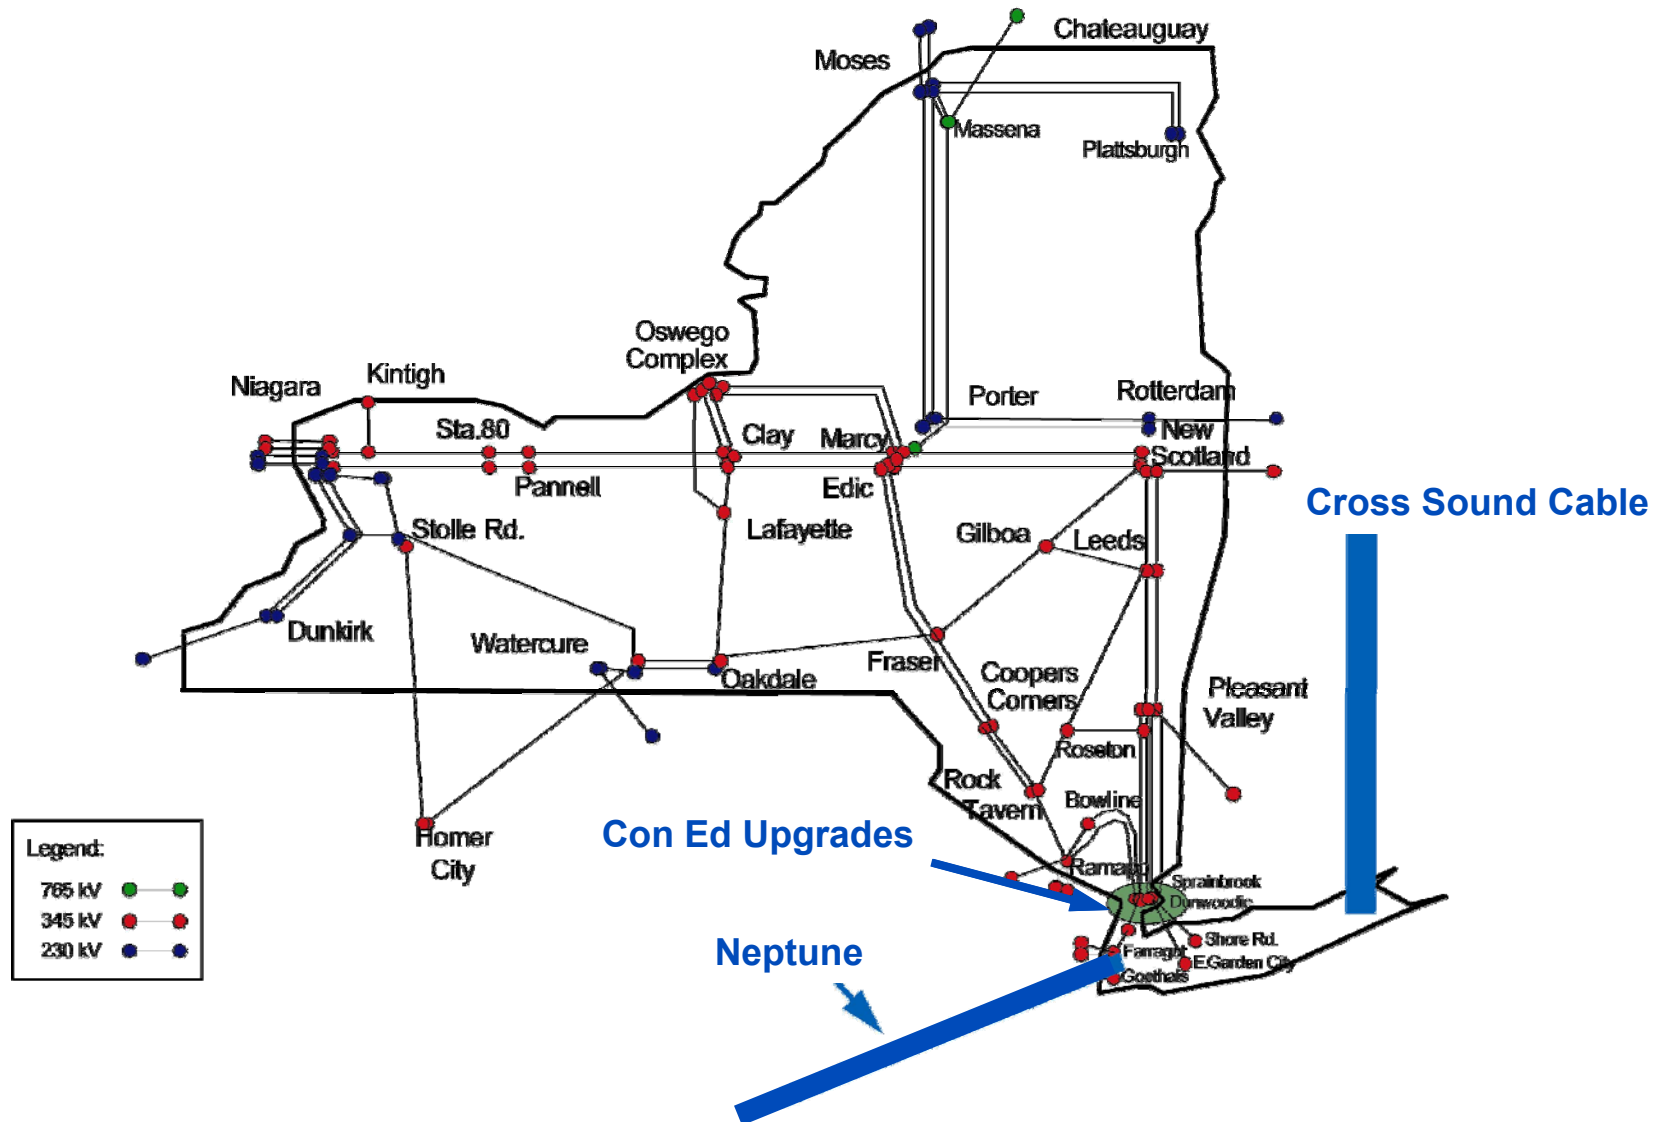 Chateauguay
Moses
Massena
Plattsburgh
Oswego
Complex
Niagara
Kintigh
Porter
Rotterdam
Sta.80
Clay
Marcy
New
Scotland
Pannell
Edic
Cross Sound Cable
Stolle Rd.
Lafayette
Gilboa
Leeds
Dunkirk
Watercure
Fraser
Oakdale
Coopers
Corners
Pleasant
Valley
Roseton
Rock
Tavern
Bowline
Homer
City
Con Ed Upgrades
Legend:
765 kV
345 kV
230 kV
Ramapo
Sprainbrook
Dunwoodie
Neptune
Farragut
Shore Rd.
E.Garden City
Goethals